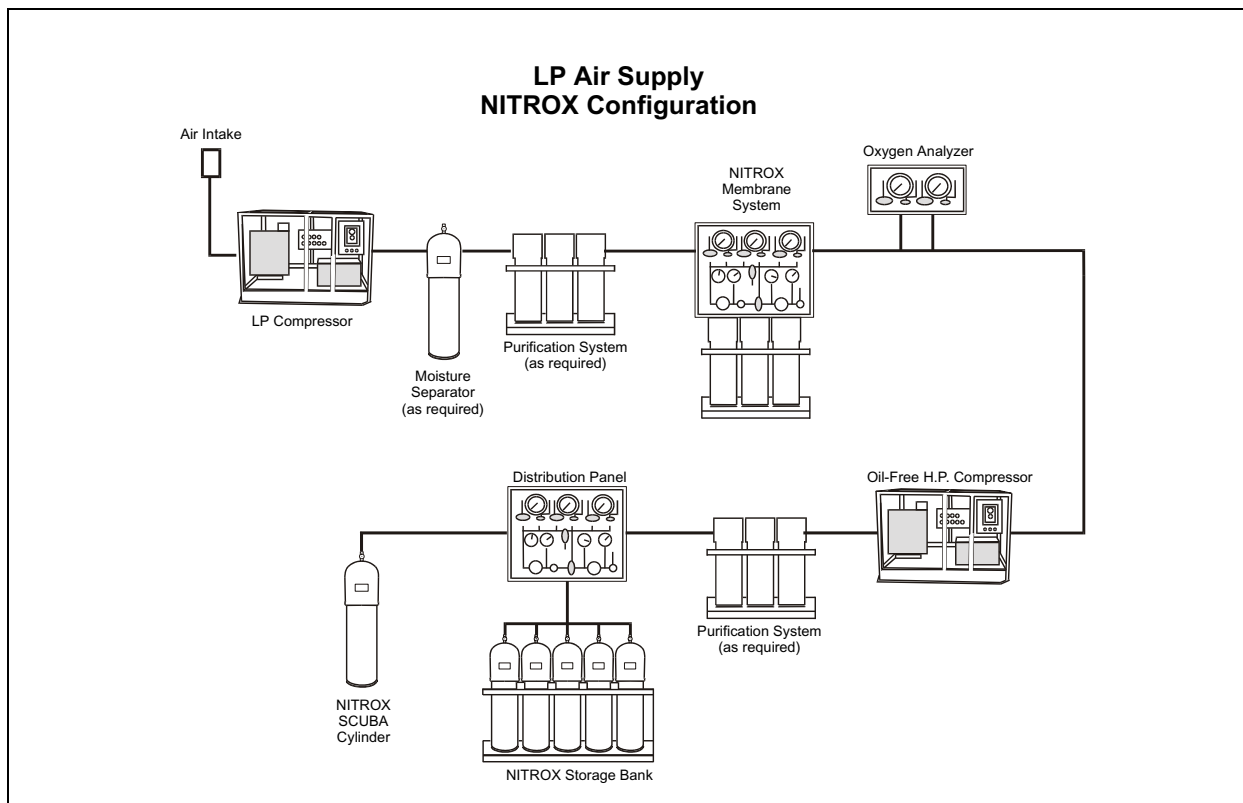 LP Air Supply
NITROX Configuration
Air Intake
LP Compressor
Moisture
Separator
(as required)
Purification System
(as required)
NITROX
Membrane
System
Oxygen Analyzer
Oil-Free H.P. Compressor
Purification System
(as required)
Distribution Panel
NITROX Storage Bank
NITROX
SCUBA
Cylinder